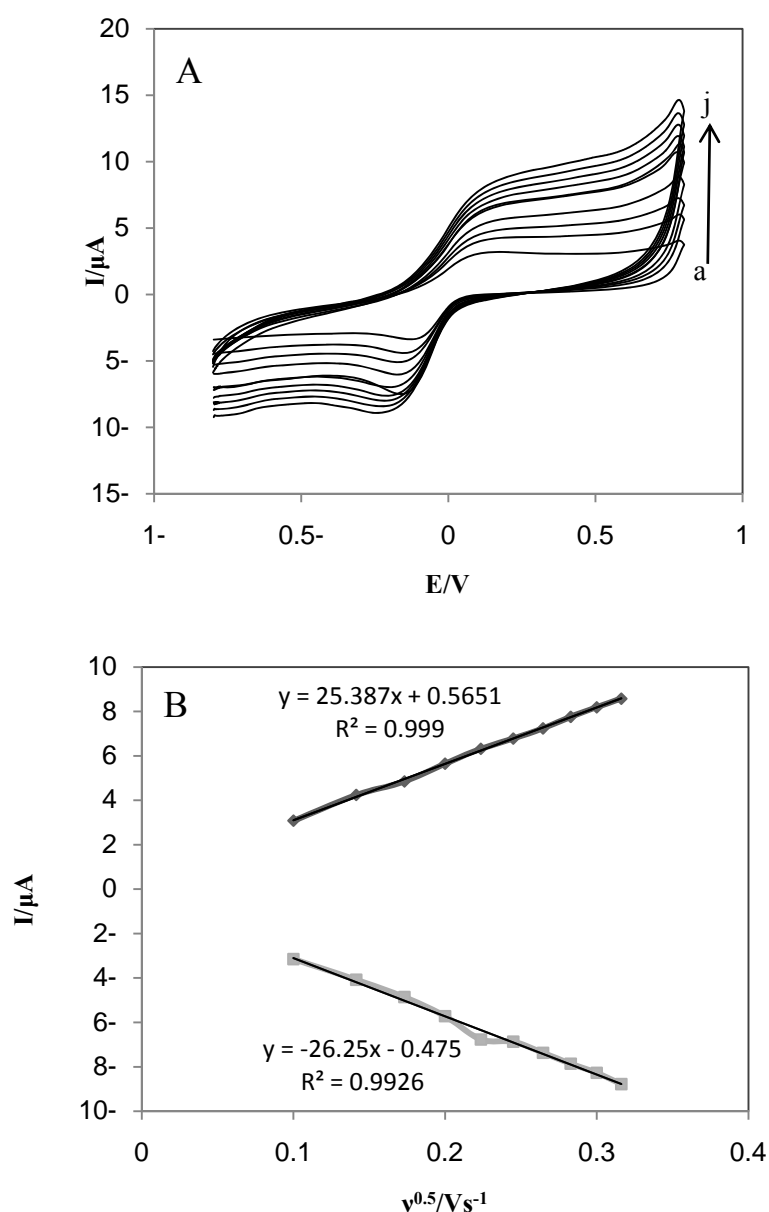 A
20
15
10
5
0
5-
10-
15-
I/µA
j
a
1-
0.5-
0
0.5
1
E/V
B
10
8
6
4
2
0
2-
4-
6-
8-
10-
I/µA
y = 25.387x + 0.5651
R² = 0.999
y = -26.25x - 0.475
R² = 0.9926
0
0.1
0.2
0.3
0.4
ν⁰·⁵/Vs⁻¹